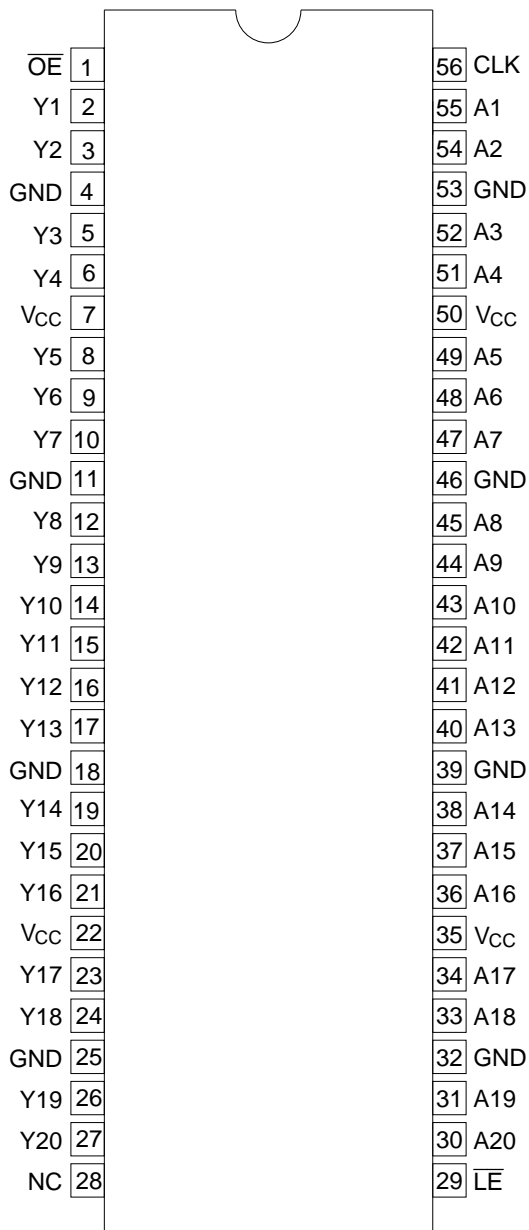 O̅E̅ 1 56 CLK
Y1 2 55 A1
Y2 3 54 A2
GND 4 53 GND
Y3 5 52 A3
Y4 6 51 A4
VCC 7 50 VCC
Y5 8 49 A5
Y6 9 48 A6
Y7 10 47 A7
GND 11 46 GND
Y8 12 45 A8
Y9 13 44 A9
Y10 14 43 A10
Y11 15 42 A11
Y12 16 41 A12
Y13 17 40 A13
GND 18 39 GND
Y14 19 38 A14
Y15 20 37 A15
Y16 21 36 A16
VCC 22 35 VCC
Y17 23 34 A17
Y18 24 33 A18
GND 25 32 GND
Y19 26 31 A19
Y20 27 30 A20
NC 28 29 L̅E̅